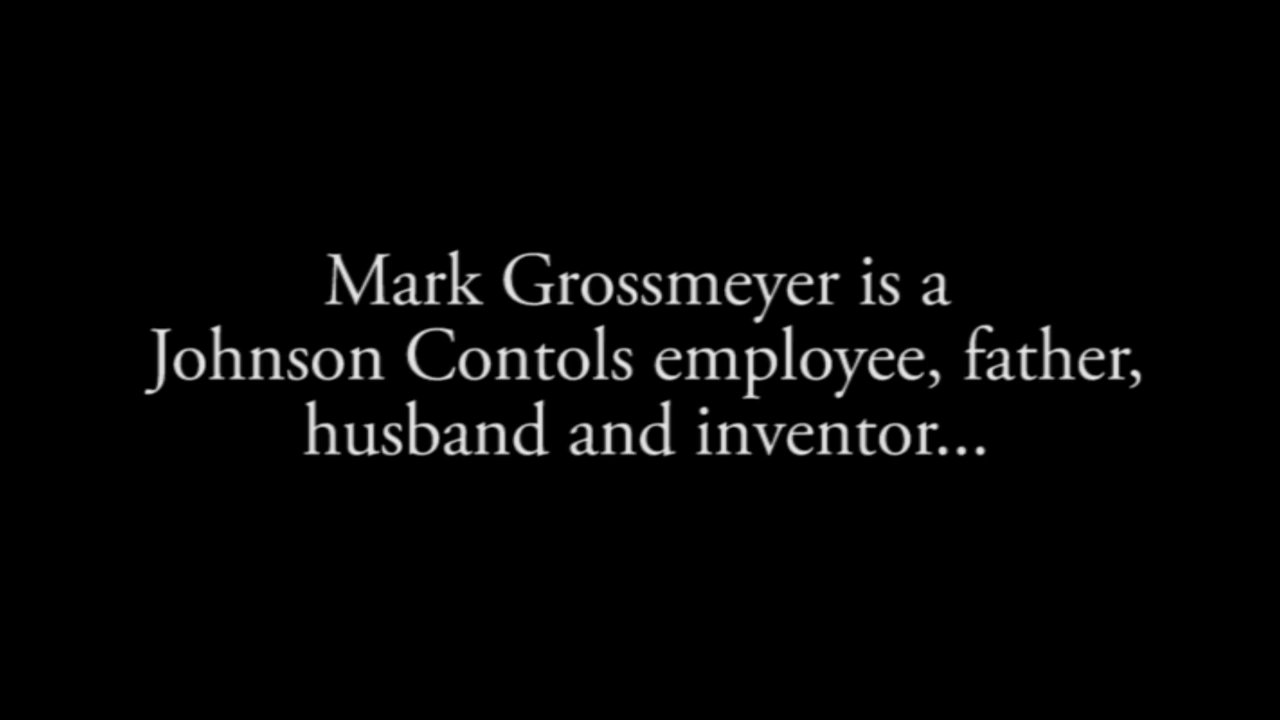 Mark Grossmeyer is a
Johnson Contols employee, father,
husband and inventor...